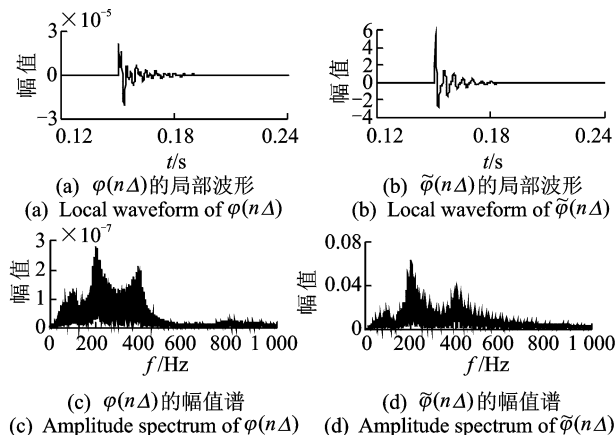 3×10⁻⁵
0
−3
幅值
0.12 0.18 0.24
t/s
(a) φ(nΔ)的局部波形
(a) Local waveform of φ(nΔ)
6
4
2
0
−2
−4
幅值
0.12 0.18 0.24
t/s
(b) φ̃(nΔ)的局部波形
(b) Local waveform of φ̃(nΔ)
3×10⁻⁷
2
1
0
幅值
0 200 400 600 800 1 000
f/Hz
(c) φ(nΔ)的幅值谱
(c) Amplitude spectrum of φ(nΔ)
0.08
0.04
0
幅值
0 200 400 600 800 1 000
f/Hz
(d) φ̃(nΔ)的幅值谱
(d) Amplitude spectrum of φ̃(nΔ)